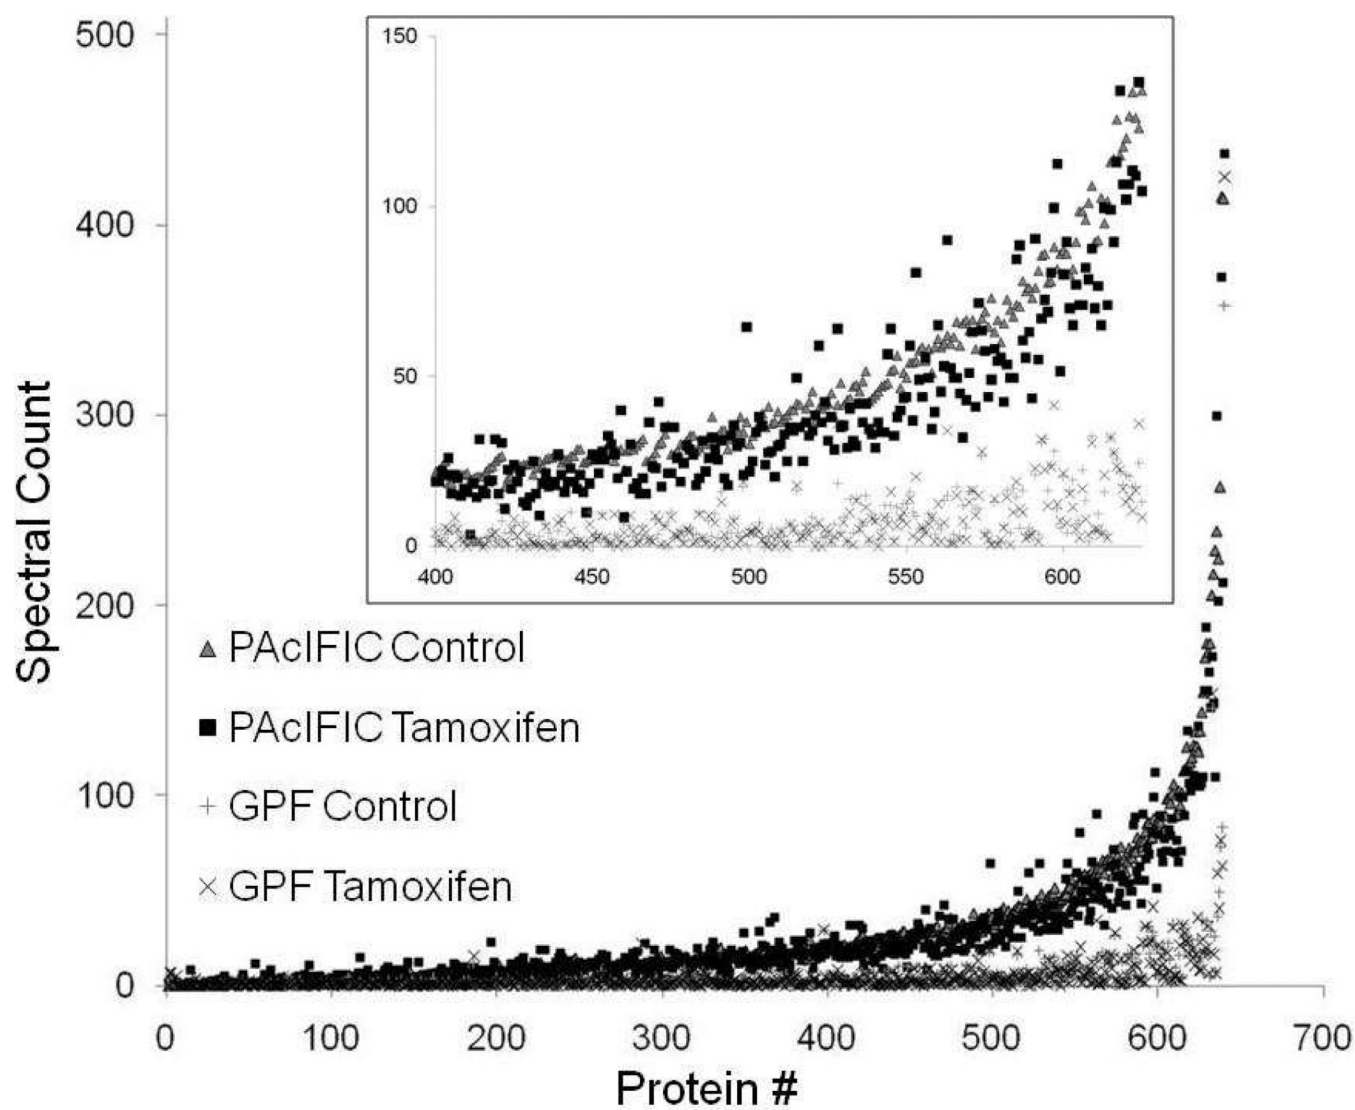 500
400
300
200
100
0
Spectral Count
150
100
50
0
400 450 500 550 600
PAcIFIC Control
PAcIFIC Tamoxifen
GPF Control
GPF Tamoxifen
0 100 200 300 400 500 600 700
Protein #